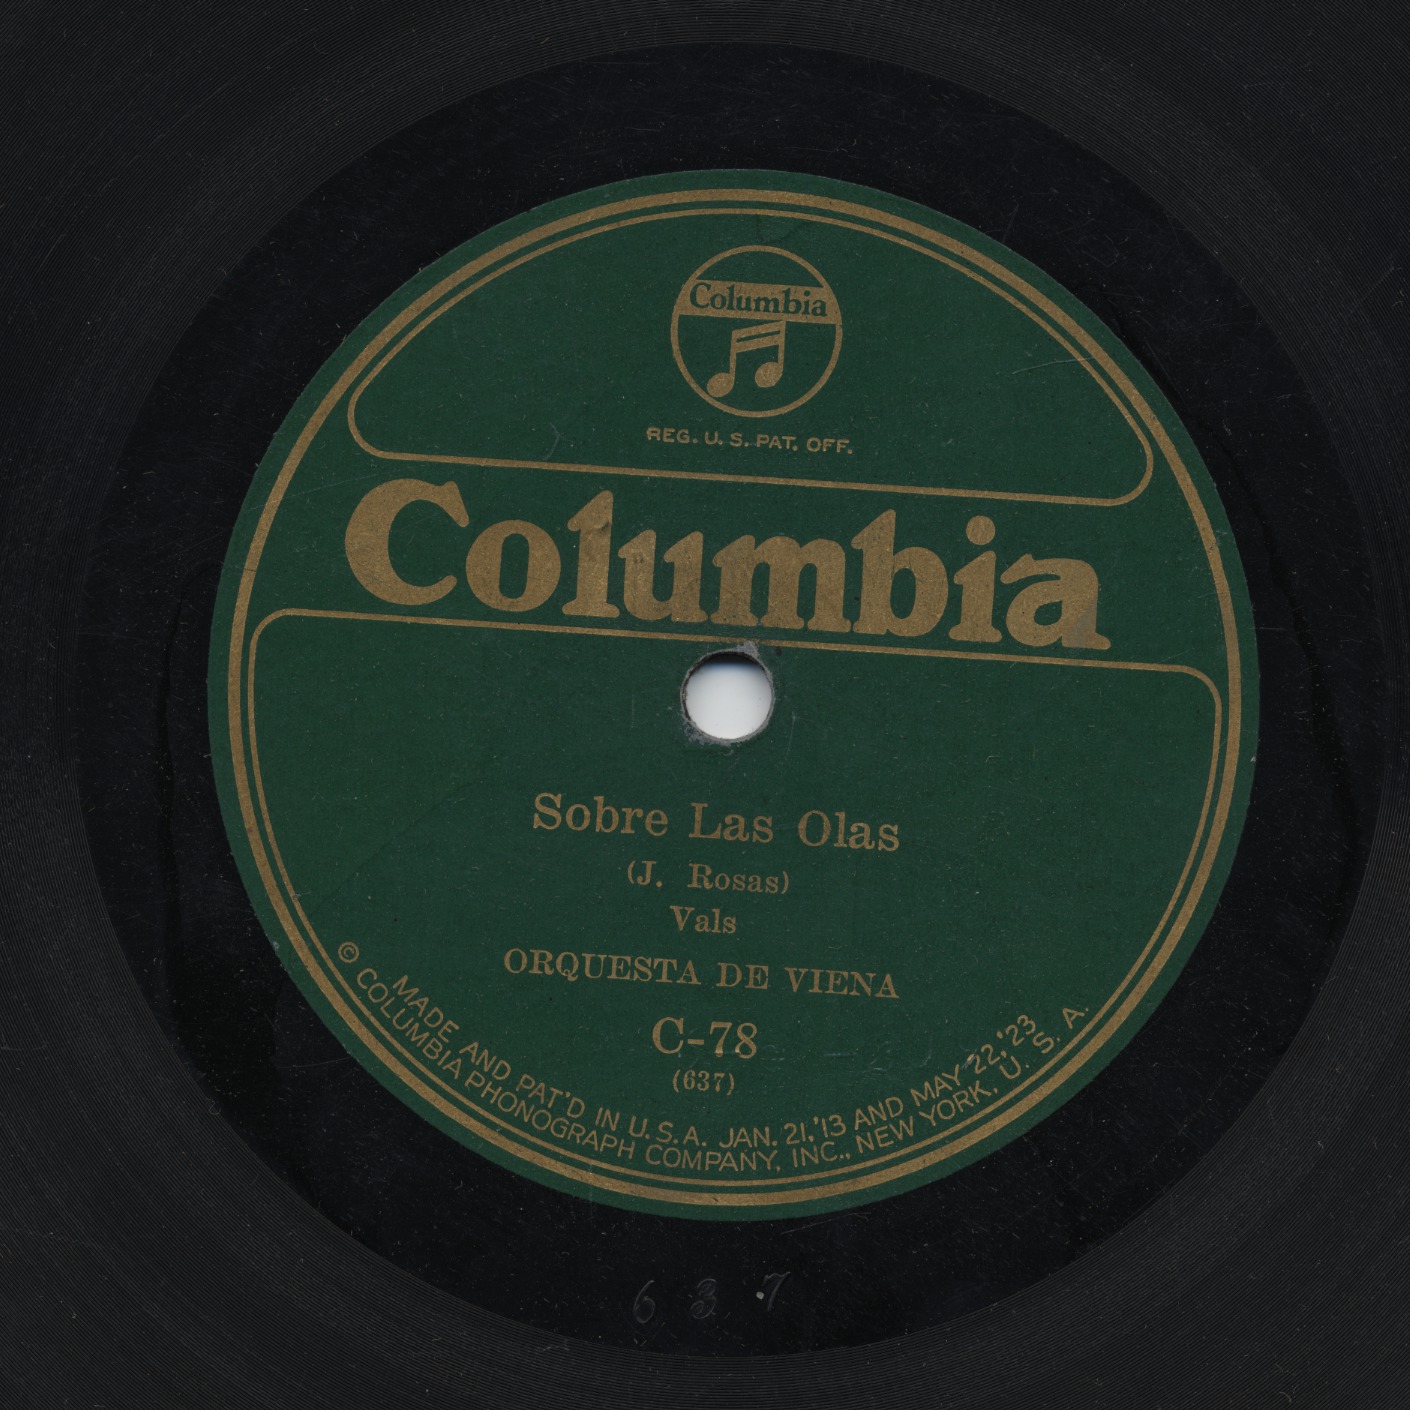 Columbia
REG. U. S. PAT. OFF.
Columbia
Sobre Las Olas
(J. Rosas)
Vals
ORQUESTA DE VIENA
C-78
(637)
MADE AND PAT'D IN U.S.A. JAN. 21,'13 AND MAY 22,'23
© COLUMBIA PHONOGRAPH COMPANY, INC., NEW YORK, U. S. A.
637